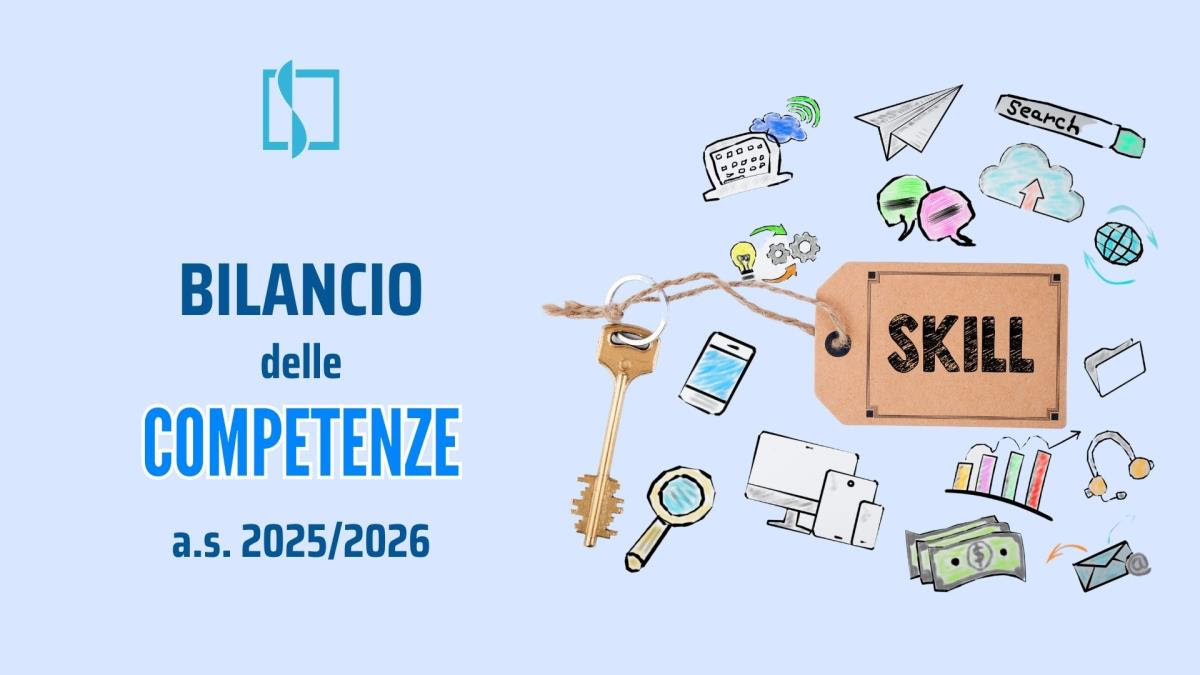 BILANCIO
delle
COMPETENZE
a.s. 2025/2026
Search
SKILL
$
@